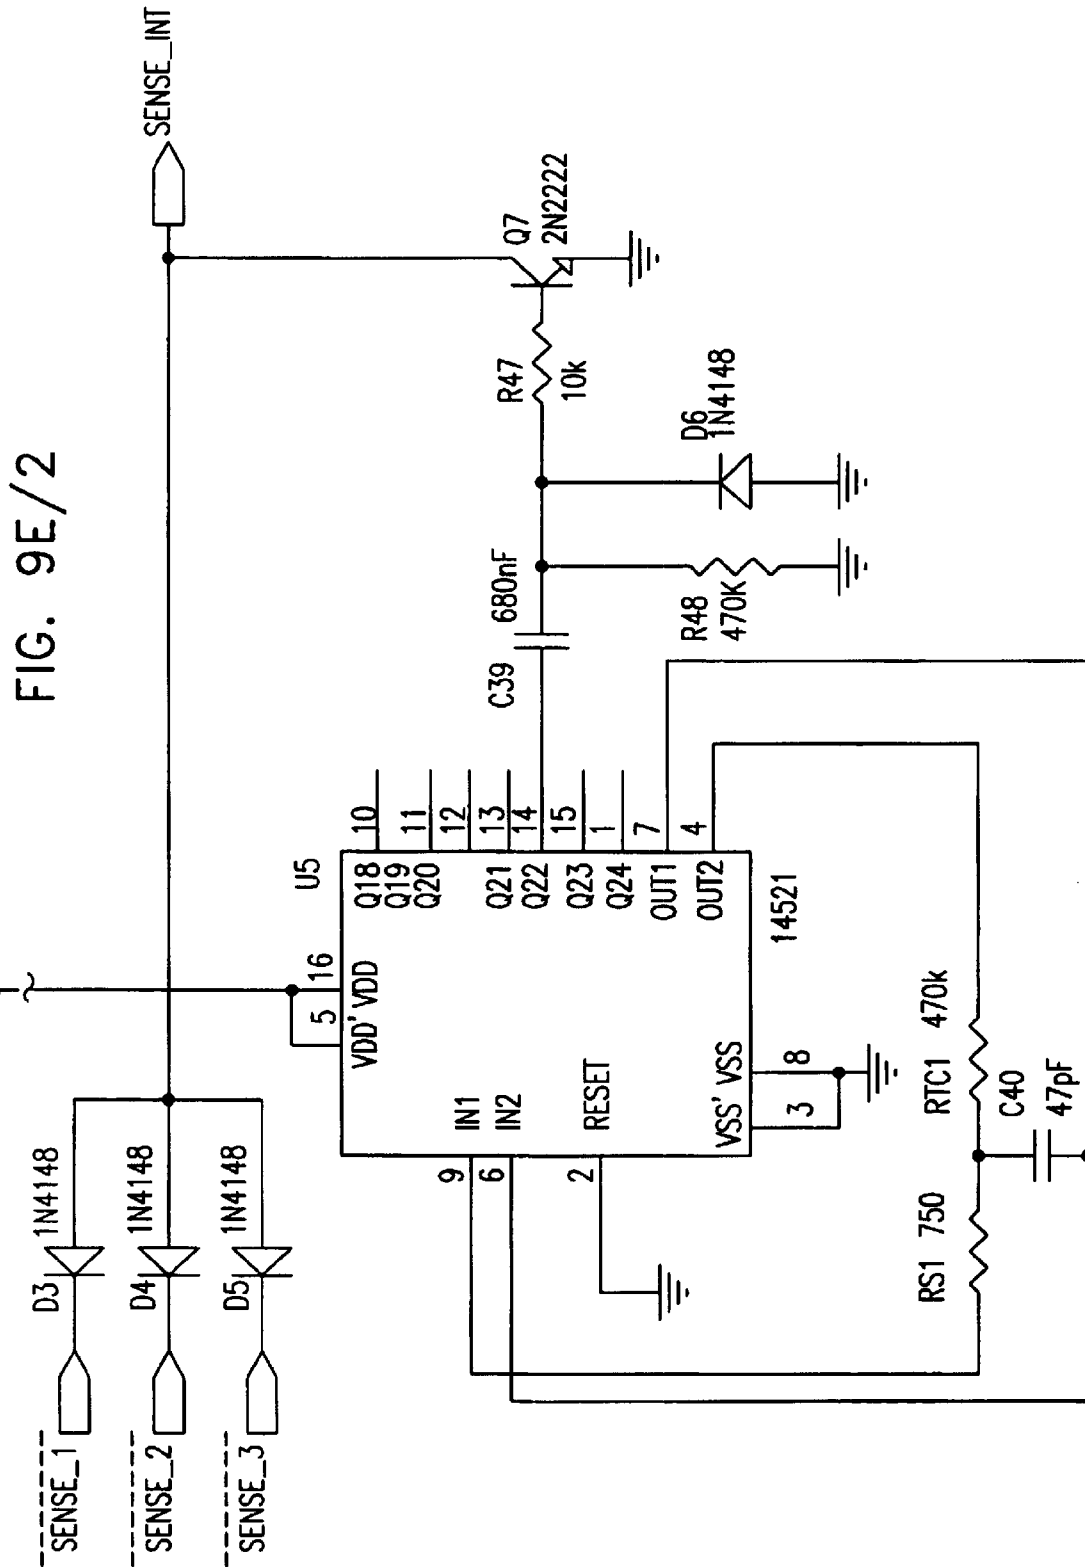 FIG. 9E/2
SENSE_1
D3
1N4148
SENSE_2
D4
1N4148
SENSE_3
D5
1N4148
SENSE_INT
U5
5
16
VDD' VDD
Q18
10
Q19
Q20
11
12
Q21
13
Q22
14
Q23
15
Q24
1
OUT1
7
OUT2
4
9
IN1
6
IN2
2
RESET
VSS' VSS
3
8
14521
C39
680nF
R47
10k
Q7
2N2222
R48
470K
D6
1N4148
RS1 750
RTC1 470k
C40
47pF